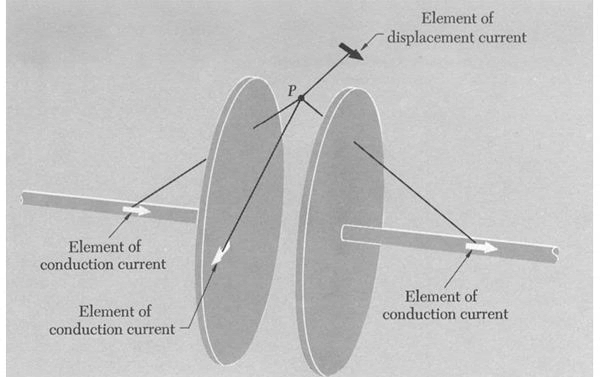 Element of
displacement current
P
Element of
conduction current
Element of
conduction current
Element of
conduction current